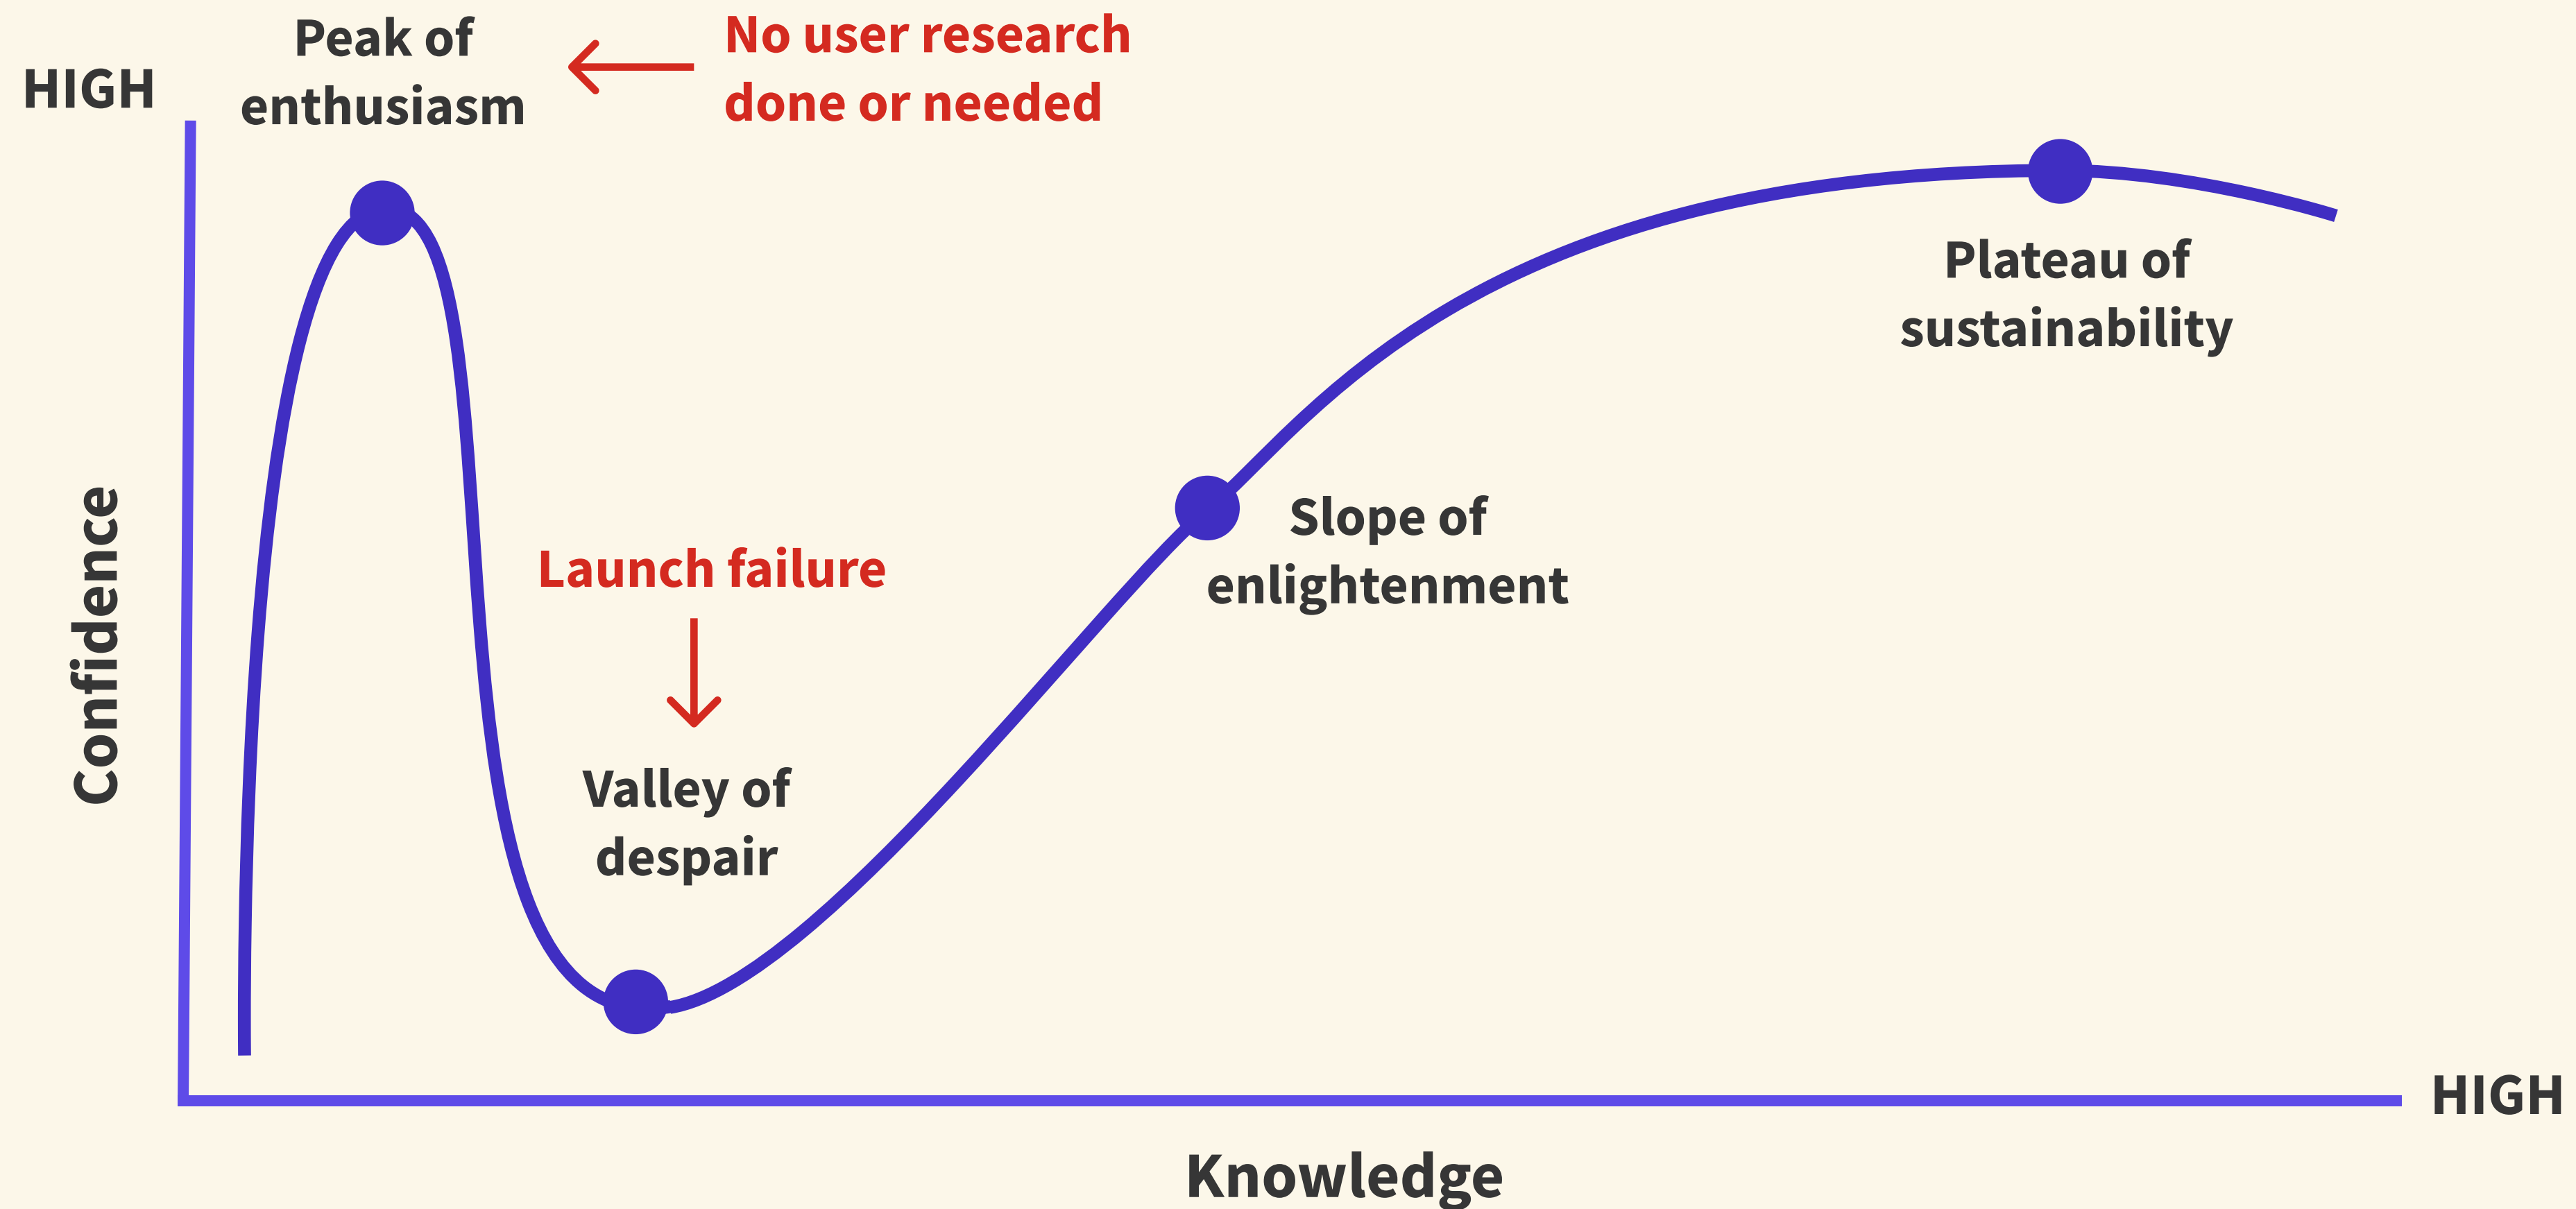 Peak of
enthusiasm
No user research
done or needed
HIGH
Confidence
Launch failure
Valley of
despair
Slope of
enlightenment
Plateau of
sustainability
HIGH
Knowledge